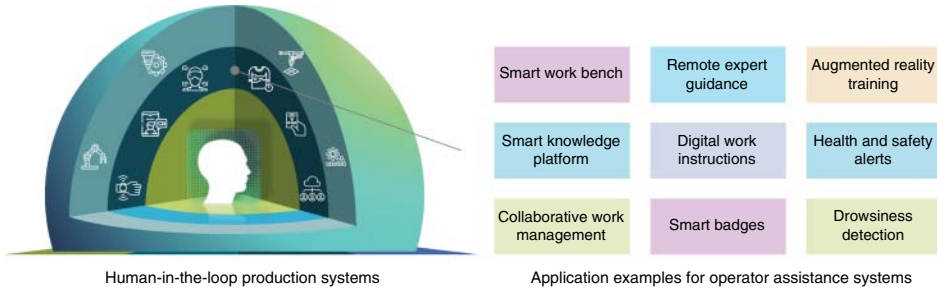 Smart work bench
Remote expert
guidance
Augmented reality
training
Smart knowledge
platform
Digital work
instructions
Health and safety
alerts
Collaborative work
management
Smart badges
Drowsiness
detection
Human-in-the-loop production systems
Application examples for operator assistance systems